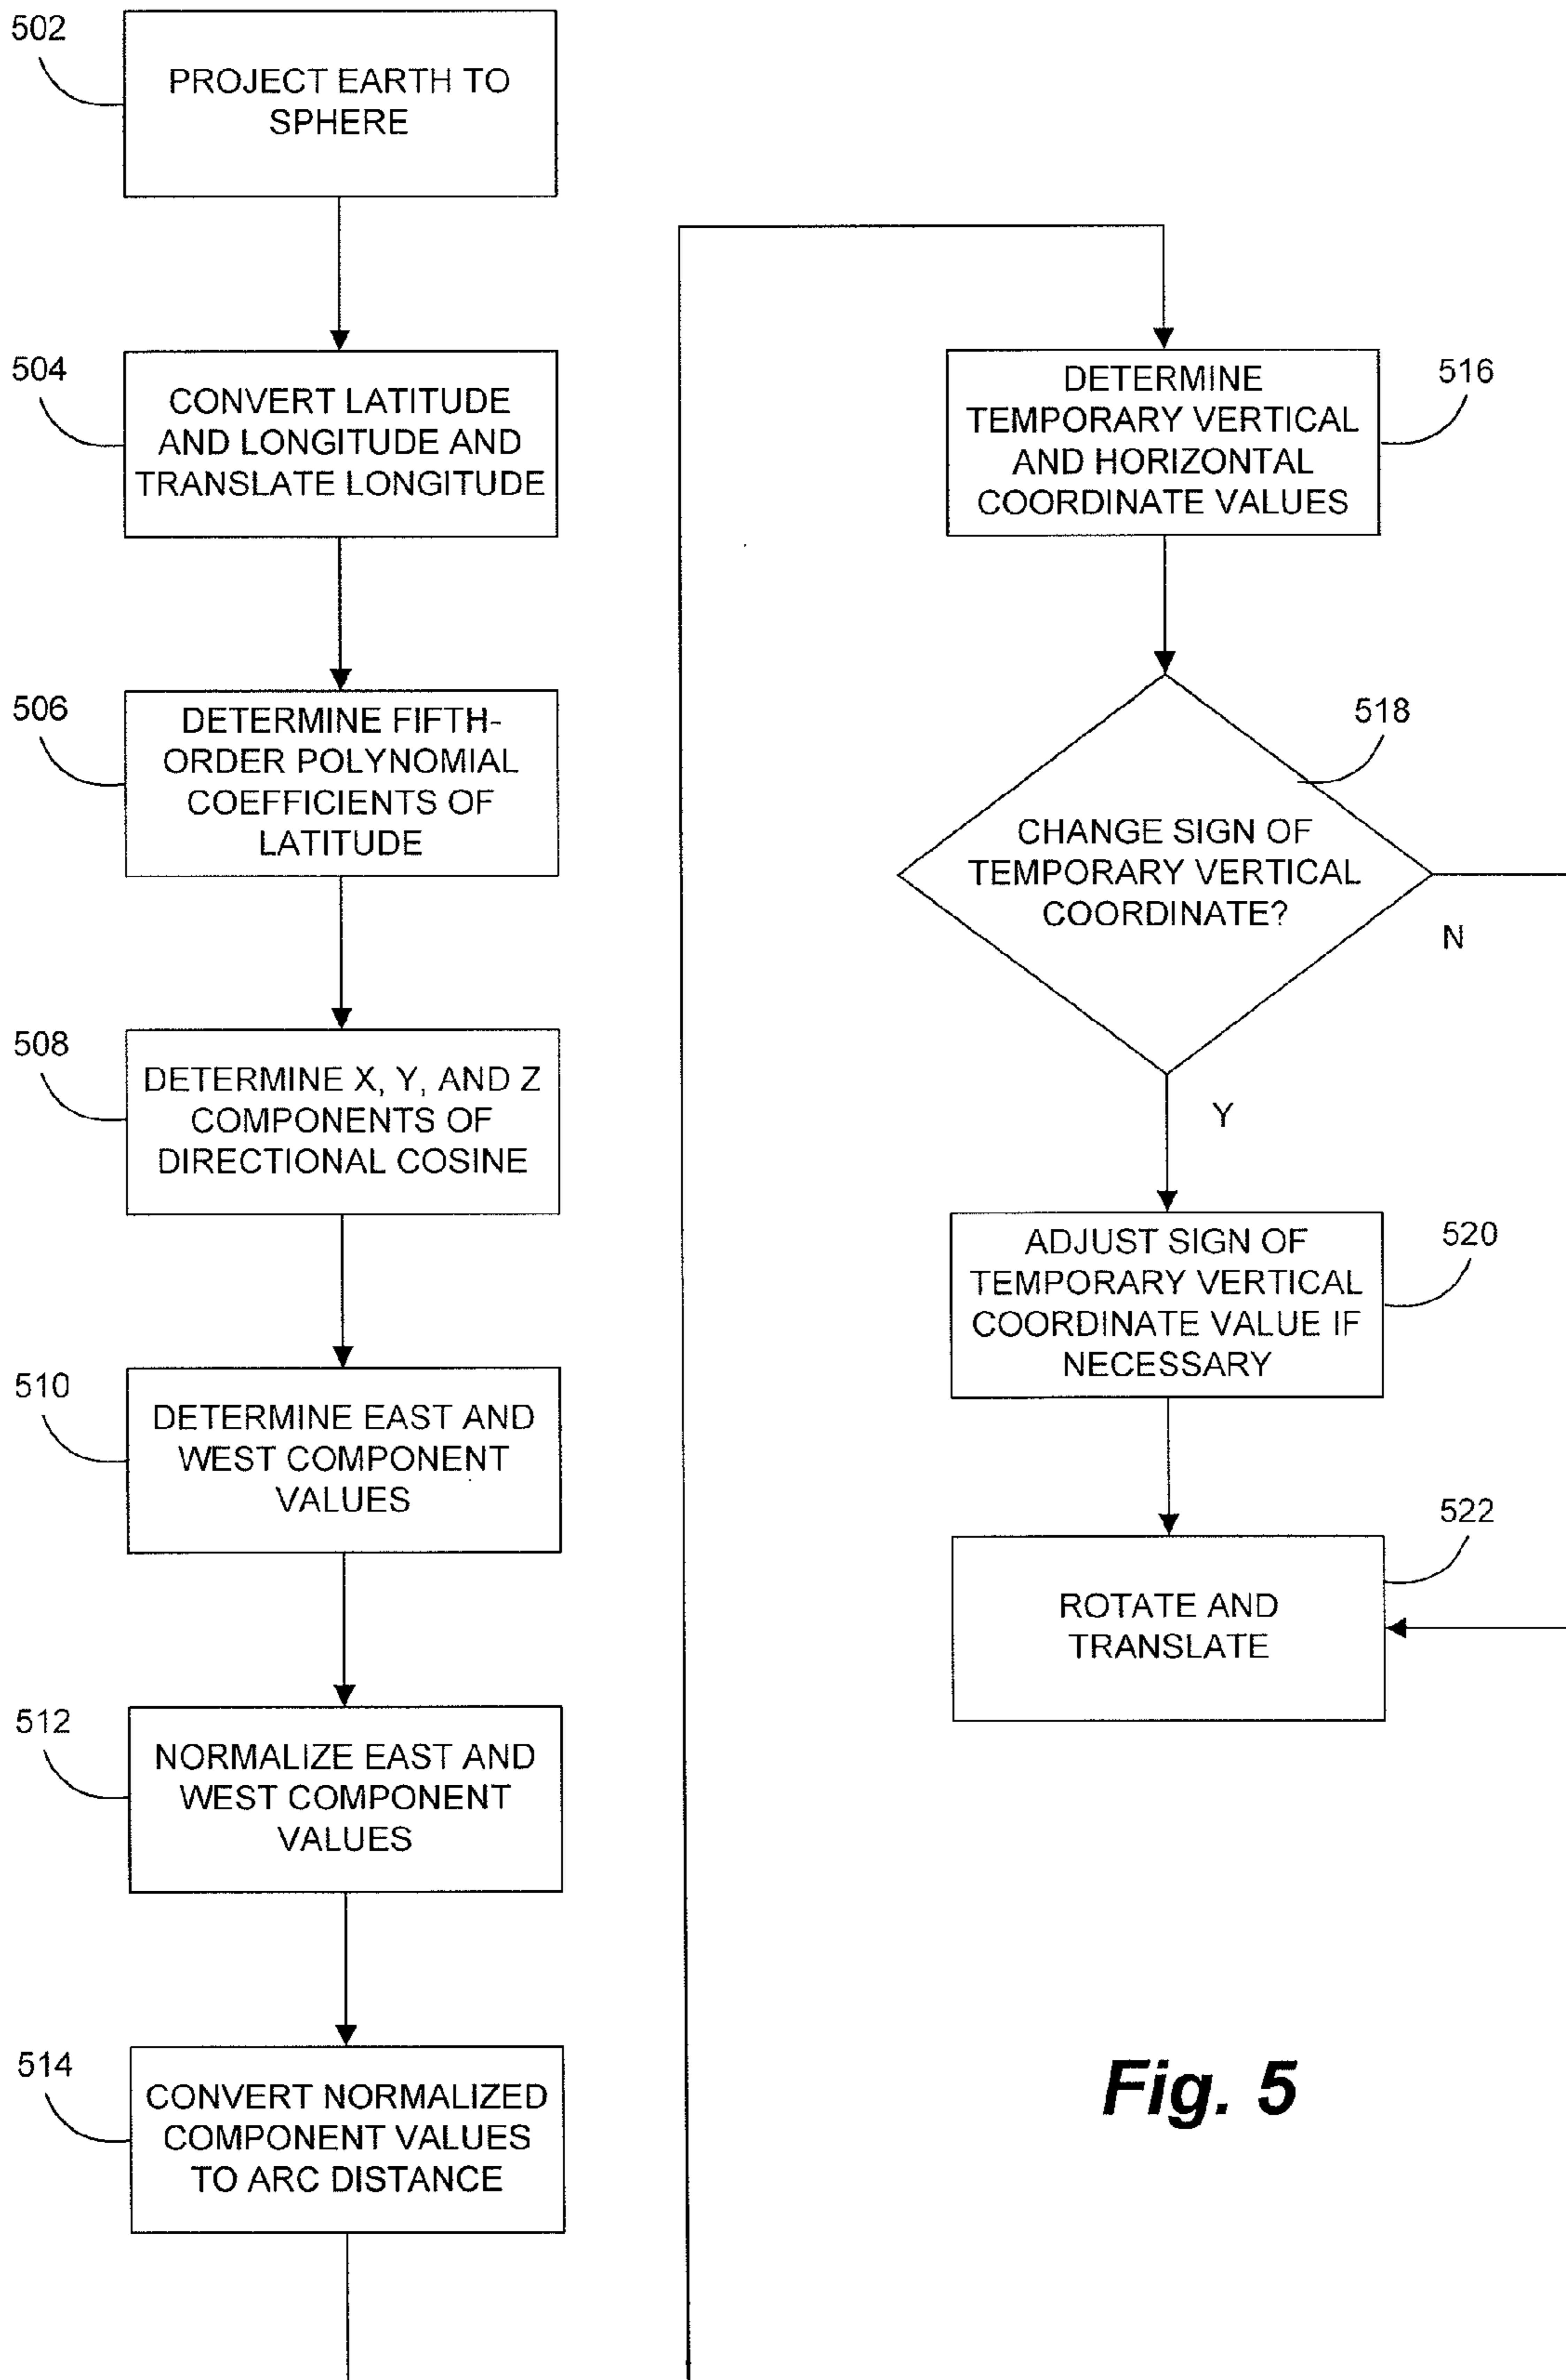 502
PROJECT EARTH TO
SPHERE
504
CONVERT LATITUDE
AND LONGITUDE AND
TRANSLATE LONGITUDE
506
DETERMINE FIFTH-
ORDER POLYNOMIAL
COEFFICIENTS OF
LATITUDE
508
DETERMINE X, Y, AND Z
COMPONENTS OF
DIRECTIONAL COSINE
510
DETERMINE EAST AND
WEST COMPONENT
VALUES
512
NORMALIZE EAST AND
WEST COMPONENT
VALUES
514
CONVERT NORMALIZED
COMPONENT VALUES
TO ARC DISTANCE
516
DETERMINE
TEMPORARY VERTICAL
AND HORIZONTAL
COORDINATE VALUES
518
CHANGE SIGN OF
TEMPORARY VERTICAL
COORDINATE?
N
Y
520
ADJUST SIGN OF
TEMPORARY VERTICAL
COORDINATE VALUE IF
NECESSARY
522
ROTATE AND
TRANSLATE
Fig. 5